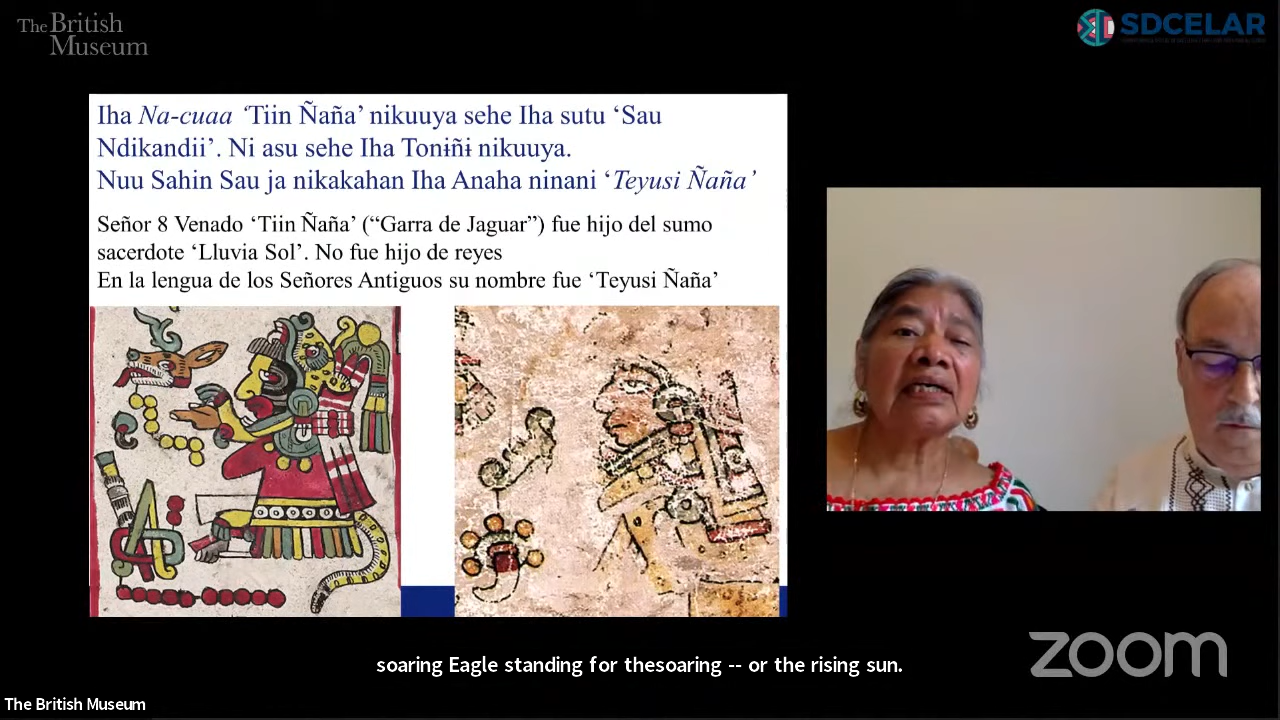 The British
Museum
SDCELAR
Iha Na-cuaa ‘Tiin Ñaña’ nikuuya sehe Iha sutu ‘Sau
Ndikandii’. Ni asu sehe Iha Tonɨñɨ nikuuya.
Nuu Sahin Sau ja nikakahan Iha Anaha ninani ‘Teyusi Ñaña’
Señor 8 Venado ‘Tiin Ñaña’ (“Garra de Jaguar”) fue hijo del sumo
sacerdote ‘Lluvia Sol’. No fue hijo de reyes
En la lengua de los Señores Antiguos su nombre fue ‘Teyusi Ñaña’
soaring Eagle standing for thesoaring -- or the rising sun.
zoom
The British Museum